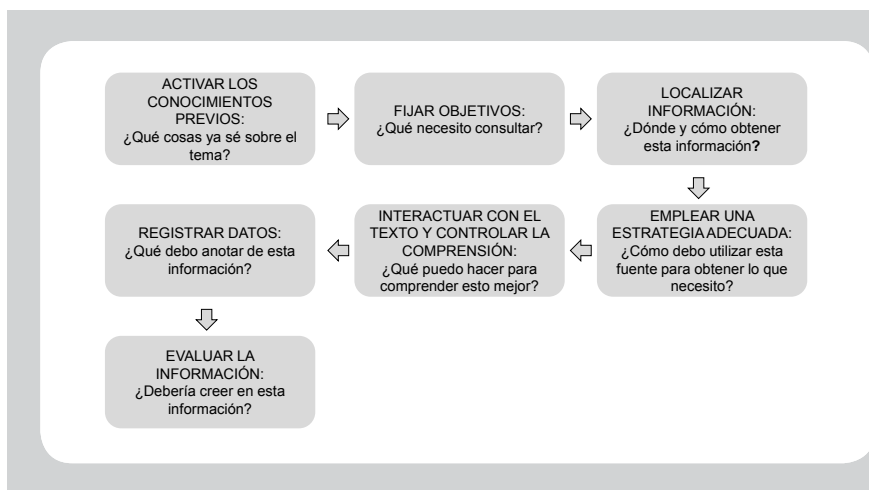 ACTIVAR LOS
CONOCIMIENTOS
PREVIOS:
¿Qué cosas ya sé sobre el
tema?
FIJAR OBJETIVOS:
¿Qué necesito consultar?
LOCALIZAR
INFORMACIÓN:
¿Dónde y cómo obtener
esta información?
EMPLEAR UNA
ESTRATEGIA ADECUADA:
¿Cómo debo utilizar esta
fuente para obtener lo que
necesito?
INTERACTUAR CON EL
TEXTO Y CONTROLAR LA
COMPRENSIÓN:
¿Qué puedo hacer para
comprender esto mejor?
REGISTRAR DATOS:
¿Qué debo anotar de esta
información?
EVALUAR LA
INFORMACIÓN:
¿Debería creer en esta
información?